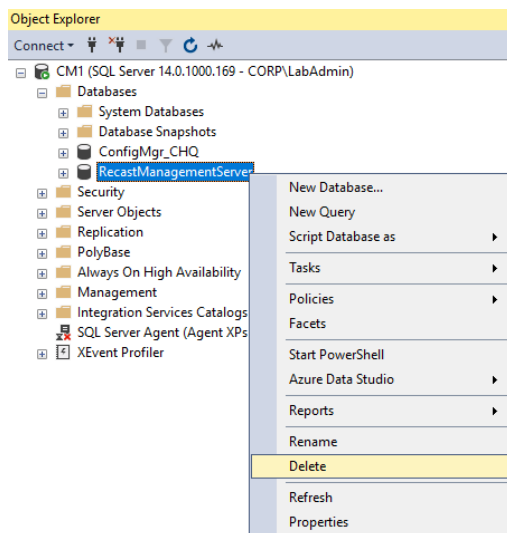 Object Explorer
Connect
CM1 (SQL Server 14.0.1000.169 - CORP\LabAdmin)
Databases
System Databases
Database Snapshots
ConfigMgr_CHQ
RecastManagementServer
Security
Server Objects
Replication
PolyBase
Always On High Availability
Management
Integration Services Catalogs
SQL Server Agent (Agent XPs
XEvent Profiler
New Database...
New Query
Script Database as
Tasks
Policies
Facets
Start PowerShell
Azure Data Studio
Reports
Rename
Delete
Refresh
Properties